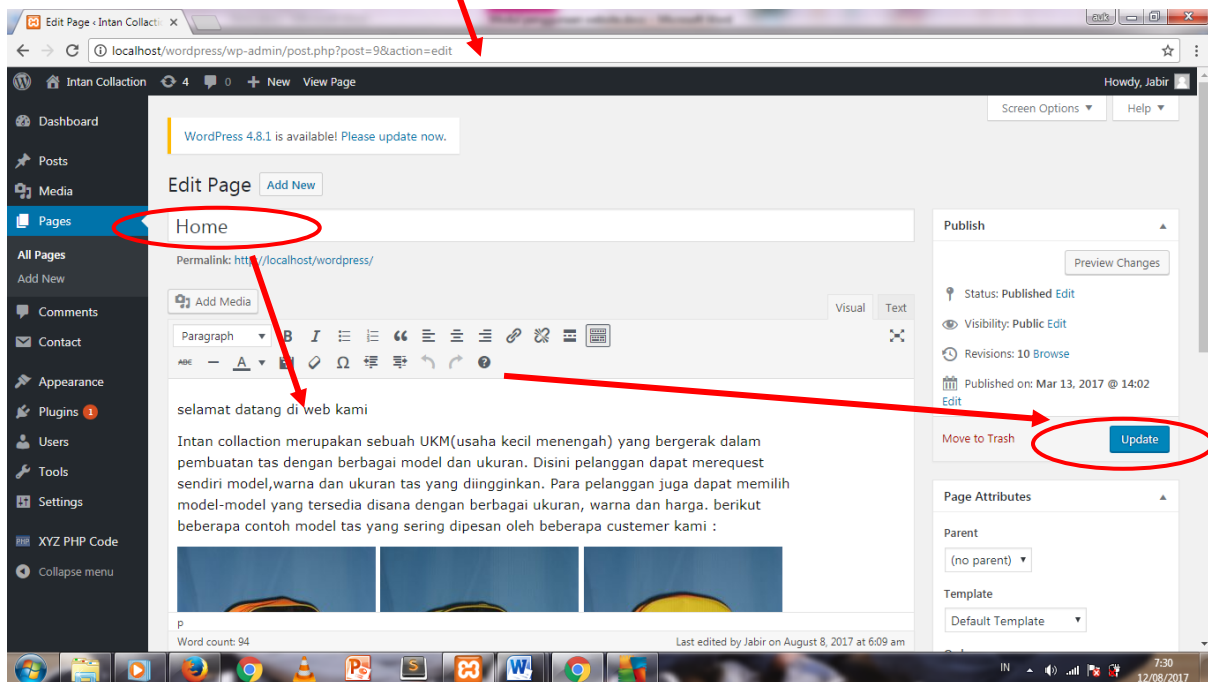 Edit Page ‹ Intan Collacti
auk
localhost/wordpress/wp-admin/post.php?post=9&action=edit
Intan Collaction 4 0 + New View Page Howdy, Jabir
Screen Options Help
Dashboard
WordPress 4.8.1 is available! Please update now.
Posts
Media
Edit Page Add New
Pages
Home
Publish
All Pages
Permalink: http://localhost/wordpress/
Preview Changes
Add New
Status: Published Edit
Add Media
Visual Text
Comments
Visibility: Public Edit
Paragraph B I
Contact
Revisions: 10 Browse
ABC A Ω
Appearance
Published on: Mar 13, 2017 @ 14:02
Edit
Plugins 1
selamat datang di web kami
Users
Intan collaction merupakan sebuah UKM(usaha kecil menengah) yang bergerak dalam
Move to Trash Update
pembuatan tas dengan berbagai model dan ukuran. Disini pelanggan dapat merequest
Tools
sendiri model,warna dan ukuran tas yang diingginkan. Para pelanggan juga dapat memilih
Settings
model-model yang tersedia disana dengan berbagai ukuran, warna dan harga. berikut
Page Attributes
beberapa contoh model tas yang sering dipesan oleh beberapa custemer kami :
Parent
XYZ PHP Code
(no parent)
Collapse menu
Template
Default Template
p
Word count: 94 Last edited by Jabir on August 8, 2017 at 6:09 am
IN 7:30
12/08/2017